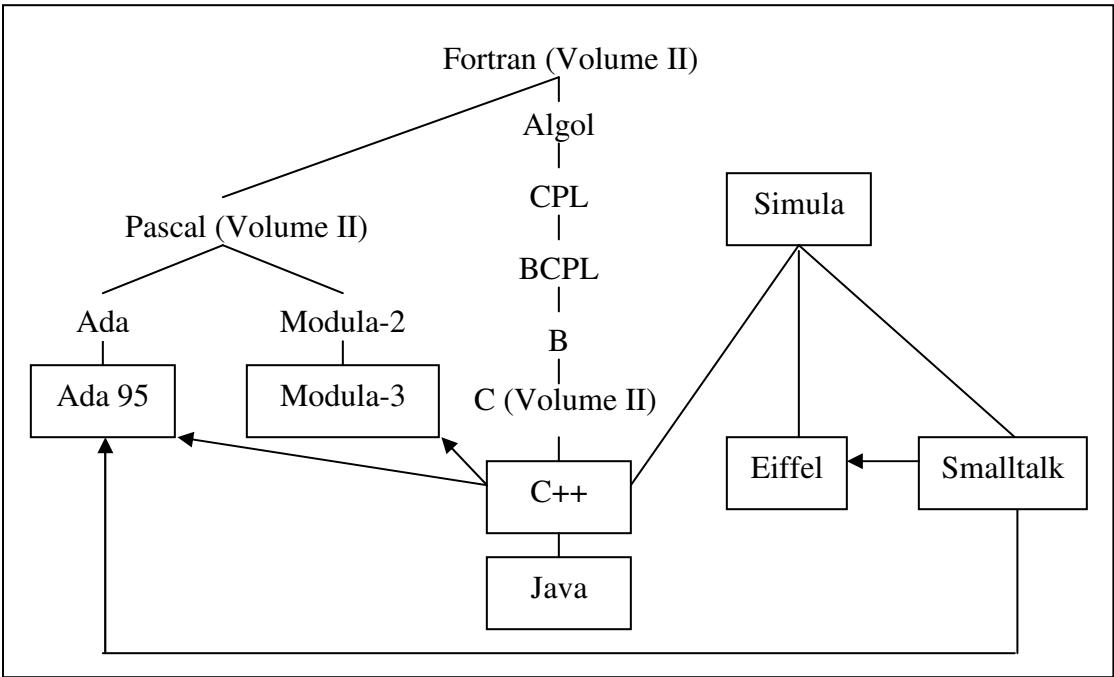 Fortran (Volume II)
Algol
CPL
Simula
Pascal (Volume II)
BCPL
Ada
Modula-2
B
Ada 95
Modula-3
C (Volume II)
Eiffel
Smalltalk
C++
Java